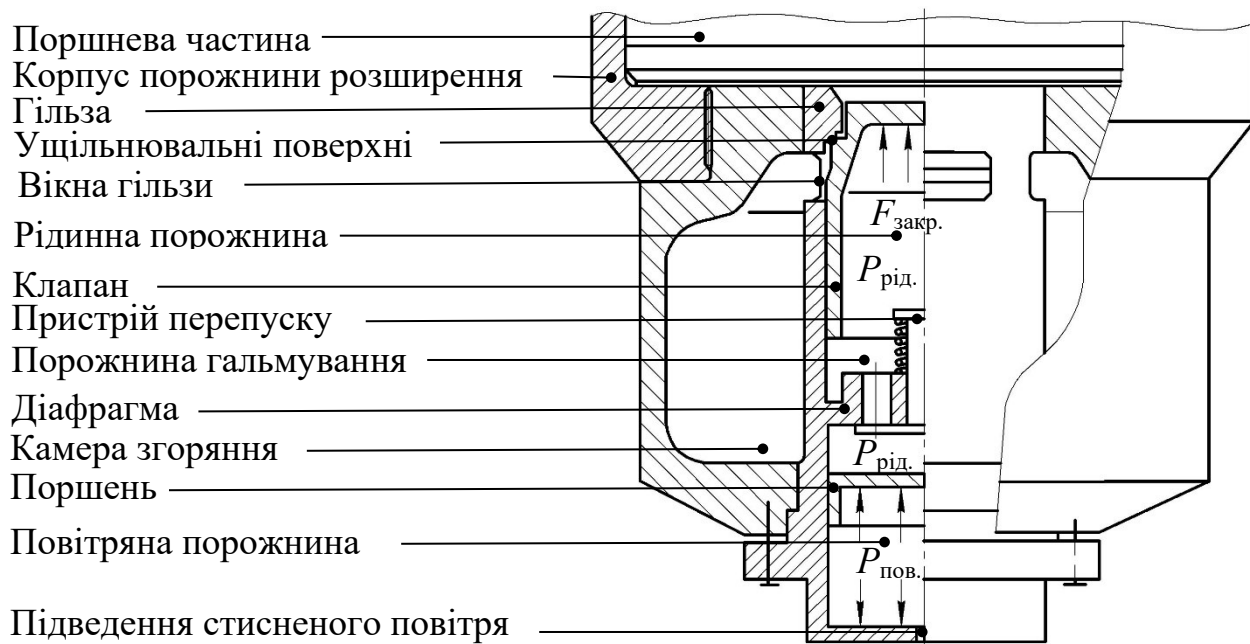 Поршнева частина
Корпус порожнини розширення
Гільза
Ущільнювальні поверхні
Вікна гільзи
Рідинна порожнина
Клапан
Пристрій перепуску
Порожнина гальмування
Діафрагма
Камера згоряння
Поршень
Повітряна порожнина
Підведення стисненого повітря
Fзакр.
Pрід.
Pрід.
Pпов.